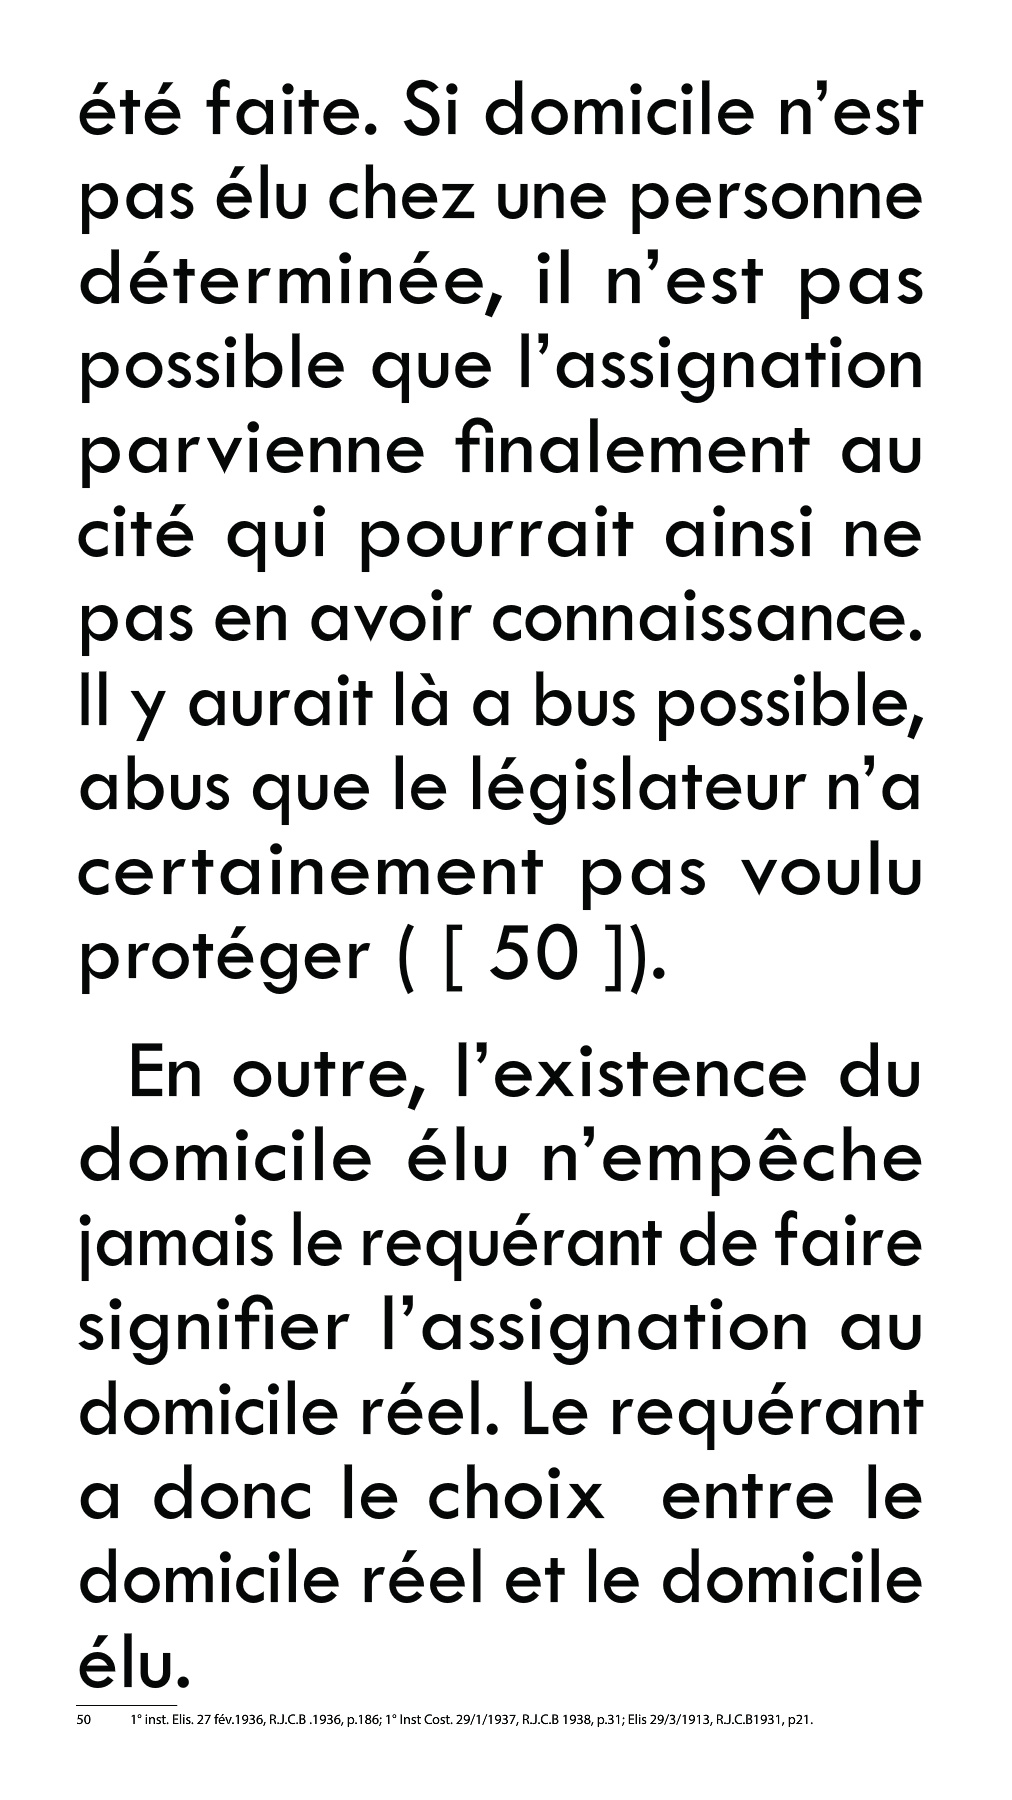 été faite. Si domicile n’est
pas élu chez une personne
déterminée, il n’est pas
possible que l’assignation
parvienne finalement au
cité qui pourrait ainsi ne
pas en avoir connaissance.
Il y aurait là a bus possible,
abus que le législateur n’a
certainement pas voulu
protéger ( [ 50 ]).
En outre, l’existence du
domicile élu n’empêche
jamais le requérant de faire
signifier l’assignation au
domicile réel. Le requérant
a donc le choix entre le
domicile réel et le domicile
élu.
50 1° inst. Elis. 27 fév.1936, R.J.C.B .1936, p.186; 1° Inst Cost. 29/1/1937, R.J.C.B 1938, p.31; Elis 29/3/1913, R.J.C.B1931, p21.